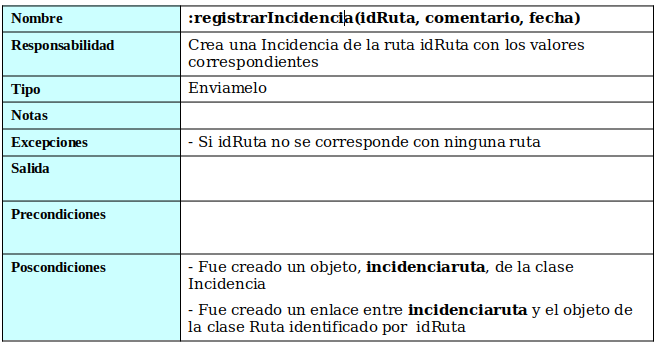 Nombre :registrarIncidencia(idRuta, comentario, fecha)
Responsabilidad Crea una Incidencia de la ruta idRuta con los valores
correspondientes
Tipo Enviamelo
Notas
Excepciones - Si idRuta no se corresponde con ninguna ruta
Salida
Precondiciones
Poscondiciones - Fue creado un objeto, incidenciaruta, de la clase
Incidencia
- Fue creado un enlace entre incidenciaruta y el objeto de
la clase Ruta identificado por idRuta